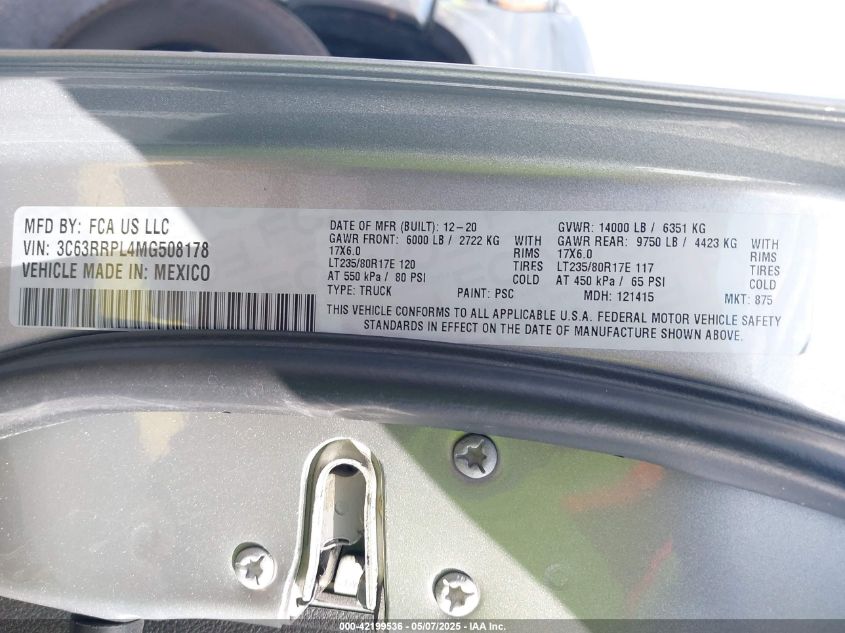 MFD BY: FCA US LLC
VIN: 3C63RRPL4MG508178
VEHICLE MADE IN: MEXICO
DATE OF MFR (BUILT): 12-20
GAWR FRONT: 6000 LB / 2722 KG WITH
17X6.0 RIMS
LT235/80R17E 120 TIRES
AT 550 kPa / 80 PSI COLD
TYPE: TRUCK PAINT: PSC
GVWR: 14000 LB / 6351 KG
GAWR REAR: 9750 LB / 4423 KG WITH
17X6.0 RIMS
LT235/80R17E 117 TIRES
AT 450 kPa / 65 PSI COLD
MDH: 121415 MKT: 875
THIS VEHICLE CONFORMS TO ALL APPLICABLE U.S.A. FEDERAL MOTOR VEHICLE SAFETY
STANDARDS IN EFFECT ON THE DATE OF MANUFACTURE SHOWN ABOVE.
000-42199536 - 05/07/2025 - IAA Inc.